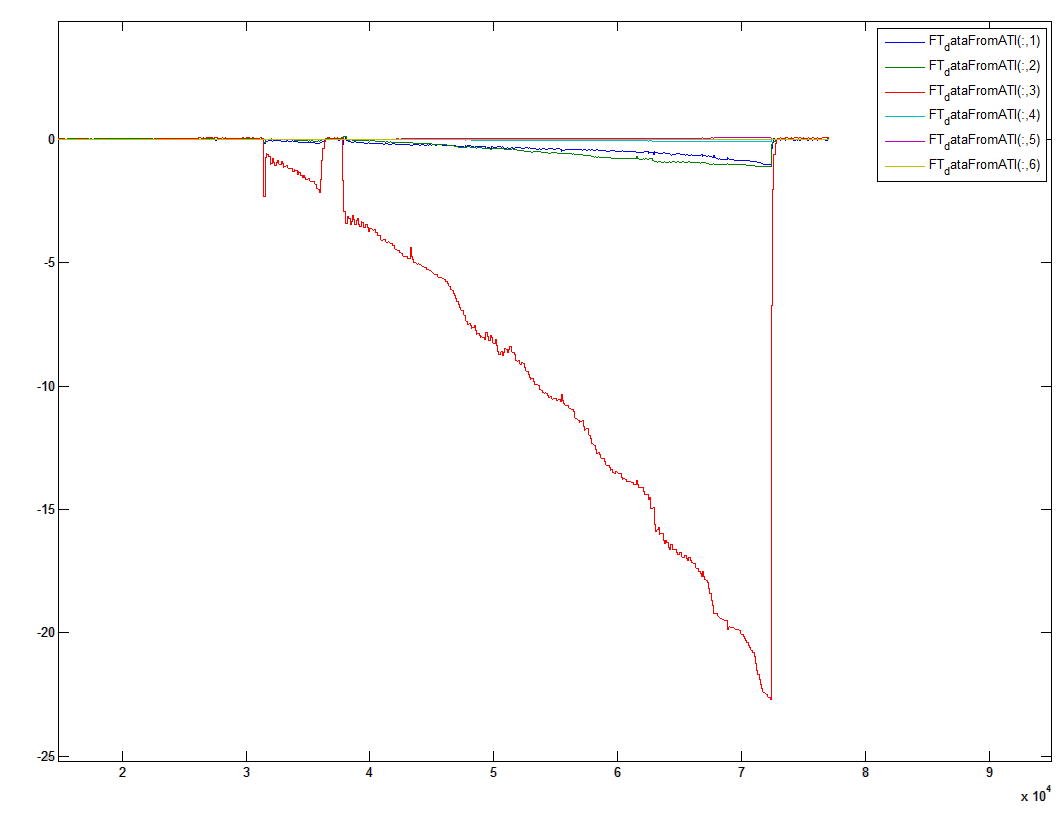 FT_dataFromATI(:,1)
FT_dataFromATI(:,2)
FT_dataFromATI(:,3)
FT_dataFromATI(:,4)
FT_dataFromATI(:,5)
FT_dataFromATI(:,6)
0
-5
-10
-15
-20
-25
2 3 4 5 6 7 8 9
x 10^4